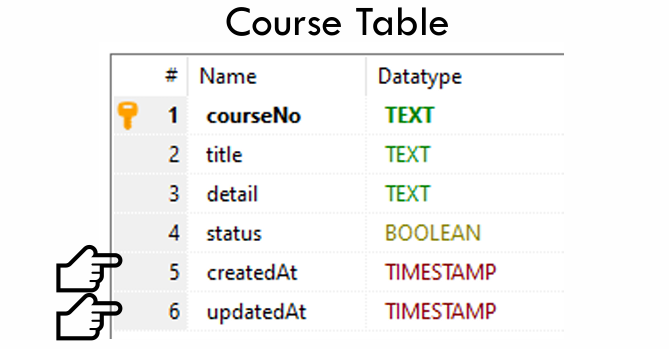 Course Table
# Name Datatype
1 courseNo TEXT
2 title TEXT
3 detail TEXT
4 status BOOLEAN
5 createdAt TIMESTAMP
6 updatedAt TIMESTAMP